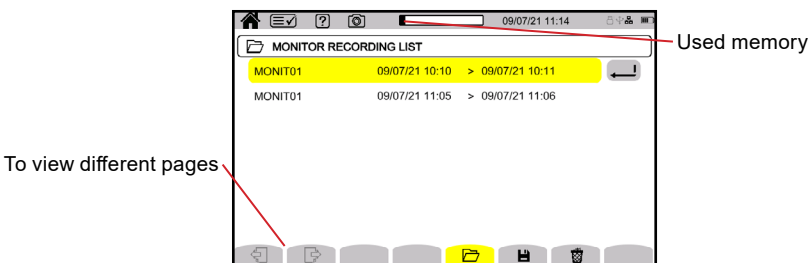 09/07/21 11:14
Used memory
MONITOR RECORDING LIST
MONIT01 09/07/21 10:10 > 09/07/21 10:11
MONIT01 09/07/21 11:05 > 09/07/21 11:06
To view different pages